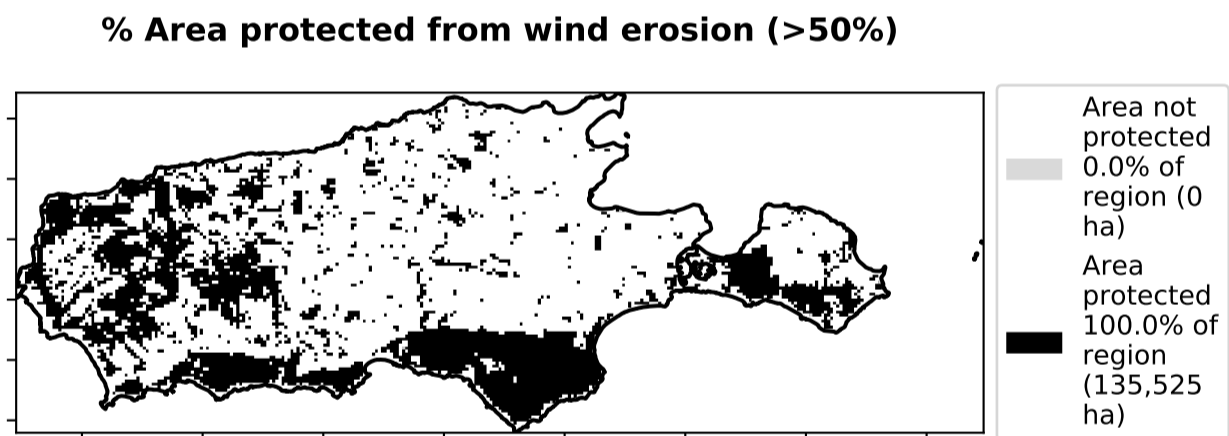 % Area protected from wind erosion (>50%)
Area not
protected
0.0% of
region (0
ha)
Area
protected
100.0% of
region
(135,525
ha)